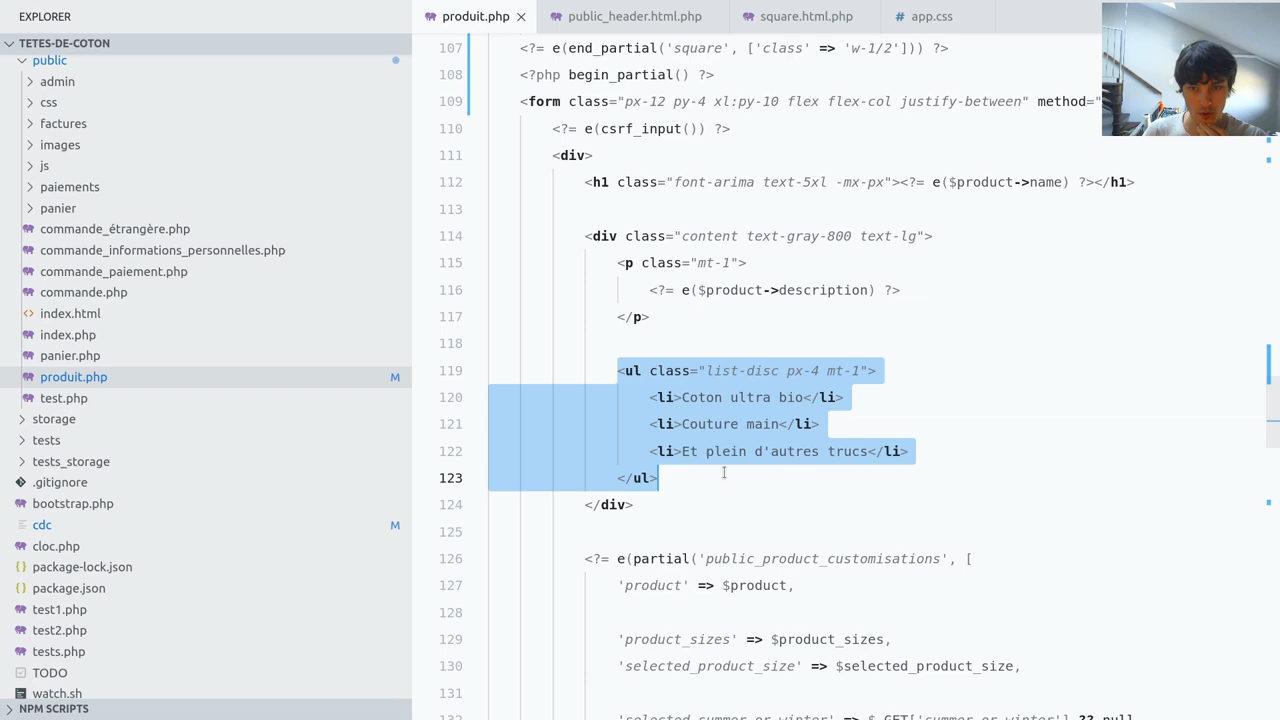 EXPLORER
produit.php
public_header.html.php
square.html.php
app.css
TETES-DE-COTON
public
admin
css
factures
images
js
paiements
panier
commande_étrangère.php
commande_informations_personnelles.php
commande_paiement.php
commande.php
index.html
index.php
panier.php
produit.php M
test.php
storage
tests
tests_storage
.gitignore
bootstrap.php
cdc M
cloc.php
package-lock.json
package.json
test1.php
test2.php
tests.php
TODO
watch.sh
NPM SCRIPTS
107 <?= e(end_partial('square', ['class' => 'w-1/2'])) ?>
108 <?php begin_partial() ?>
109 <form class="px-12 py-4 xl:py-10 flex flex-col justify-between" method="
110 <?= e(csrf_input()) ?>
111 <div>
112 <h1 class="font-arima text-5xl -mx-px"><?= e($product->name) ?></h1>
113
114 <div class="content text-gray-800 text-lg">
115 <p class="mt-1">
116 <?= e($product->description) ?>
117 </p>
118
119 <ul class="list-disc px-4 mt-1">
120 <li>Coton ultra bio</li>
121 <li>Couture main</li>
122 <li>Et plein d'autres trucs</li>
123 </ul>
124 </div>
125
126 <?= e(partial('public_product_customisations', [
127 'product' => $product,
128
129 'product_sizes' => $product_sizes,
130 'selected_product_size' => $selected_product_size,
131